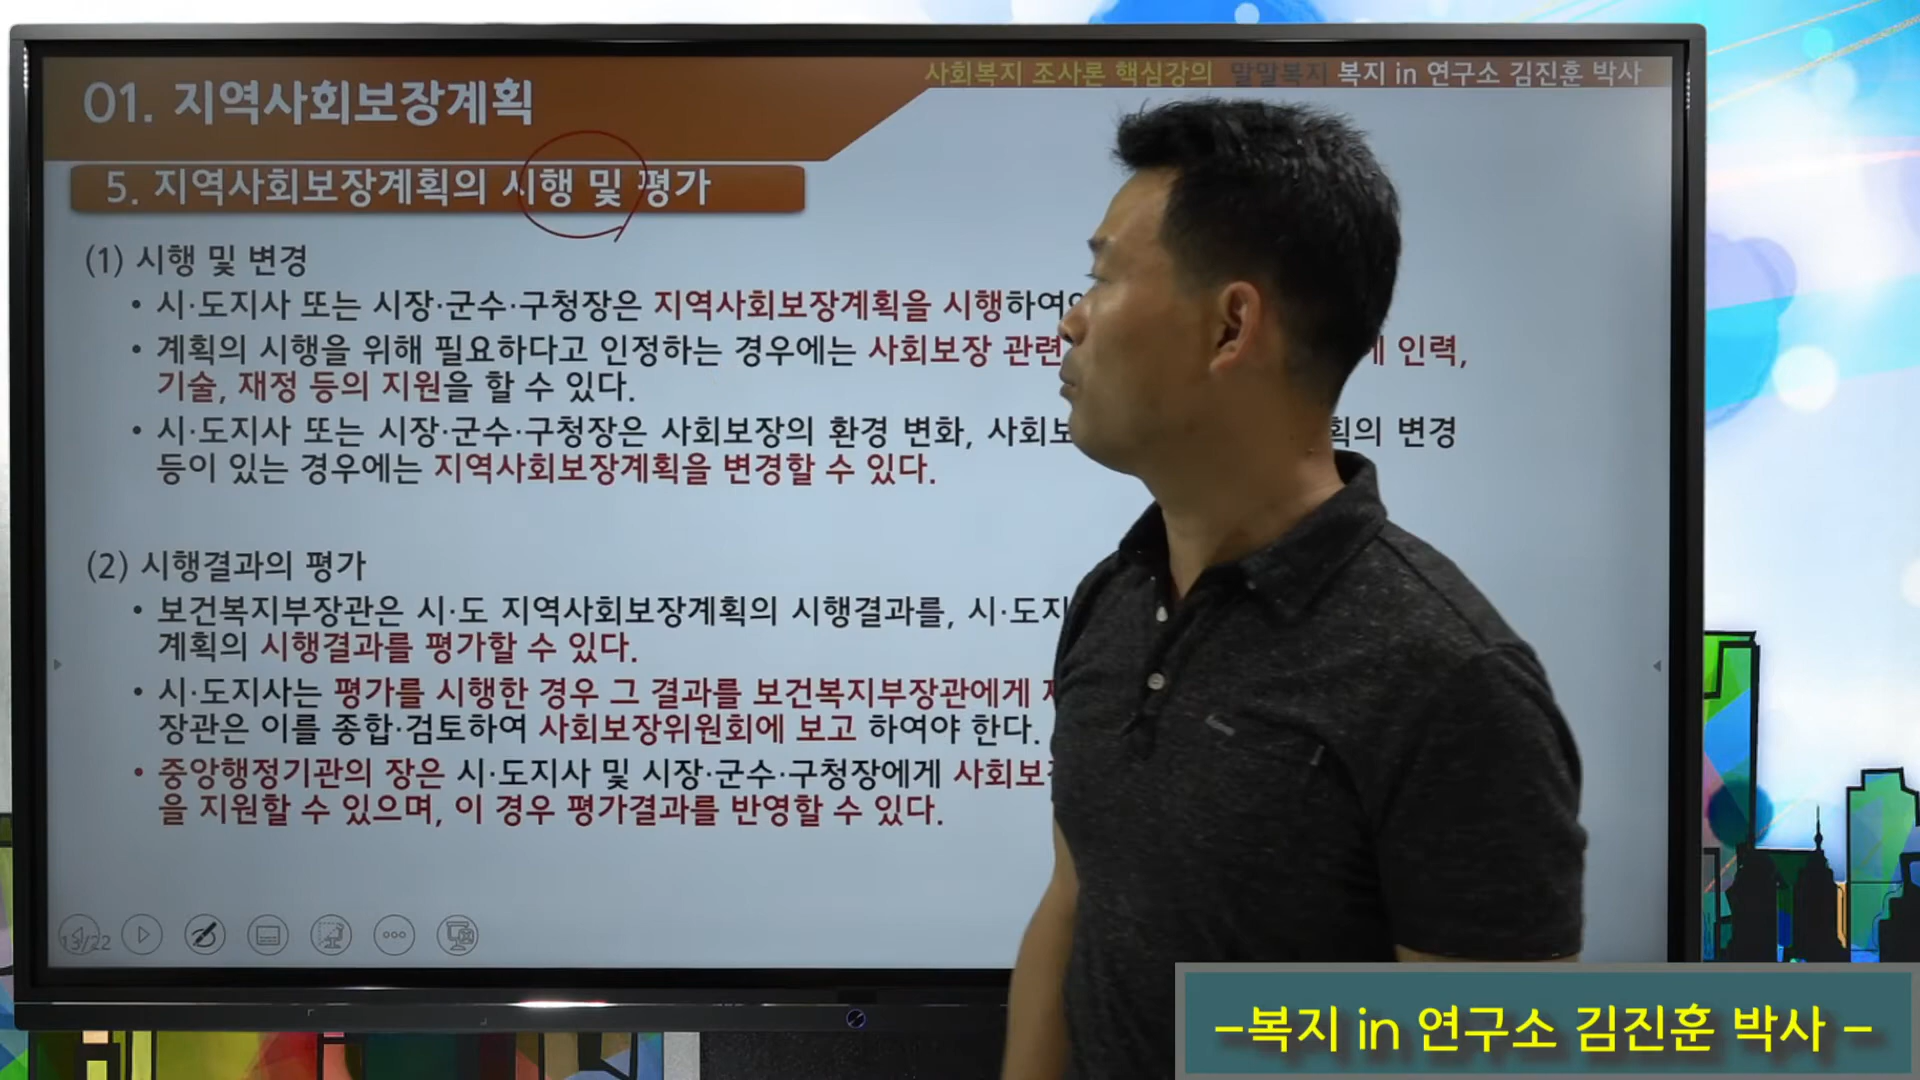 사회복지 조사론 핵심강의 말말복지 복지 in 연구소 김진훈 박사
01. 지역사회보장계획
5. 지역사회보장계획의 시행 및 평가
(1) 시행 및 변경
• 시·도지사 또는 시장·군수·구청장은 지역사회보장계획을 시행하여야
• 계획의 시행을 위해 필요하다고 인정하는 경우에는 사회보장 관련 인력,
기술, 재정 등의 지원을 할 수 있다.
• 시·도지사 또는 시장·군수·구청장은 사회보장의 환경 변화, 변경
등이 있는 경우에는 지역사회보장계획을 변경할 수 있다.
(2) 시행결과의 평가
• 보건복지부장관은 시·도 지역사회보장계획의 시행결과를,
계획의 시행결과를 평가할 수 있다.
• 시·도지사는 평가를 시행한 경우 그 결과를 보건복지부장관에게
장관은 이를 종합·검토하여 사회보장위원회에 보고 하여야 한다.
• 중앙행정기관의 장은 시·도지사 및 시장·군수·구청장에게
을 지원할 수 있으며, 이 경우 평가결과를 반영할 수 있다.
13/22
-복지 in 연구소 김진훈 박사 -